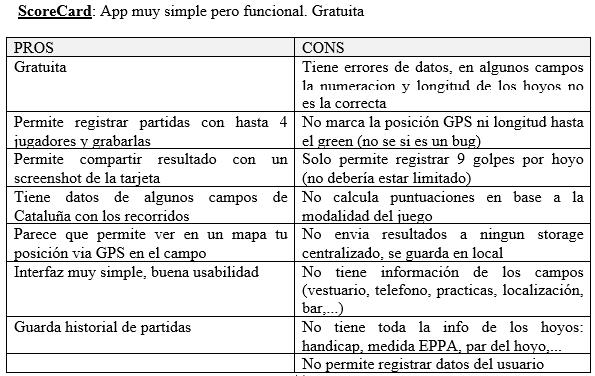 ScoreCard: App muy simple pero funcional. Gratuita
PROS
CONS
Gratuita
Tiene errores de datos, en algunos campos
la numeracion y longitud de los hoyos no
es la correcta
Permite registrar partidas con hasta 4
jugadores y grabarlas
No marca la posición GPS ni longitud hasta
el green (no se si es un bug)
Permite compartir resultado con un
screenshot de la tarjeta
Solo permite registrar 9 golpes por hoyo
(no debería estar limitado)
Tiene datos de algunos campos de
Cataluña con los recorridos
No calcula puntuaciones en base a la
modalidad del juego
Parece que permite ver en un mapa tu
posición via GPS en el campo
No envia resultados a ningun storage
centralizado, se guarda en local
Interfaz muy simple, buena usabilidad
No tiene información de los campos
(vestuario, telefono, practicas, localización,
bar,...)
Guarda historial de partidas
No tiene toda la info de los hoyos:
handicap, medida EPPA, par del hoyo,...
No permite registrar datos del usuario